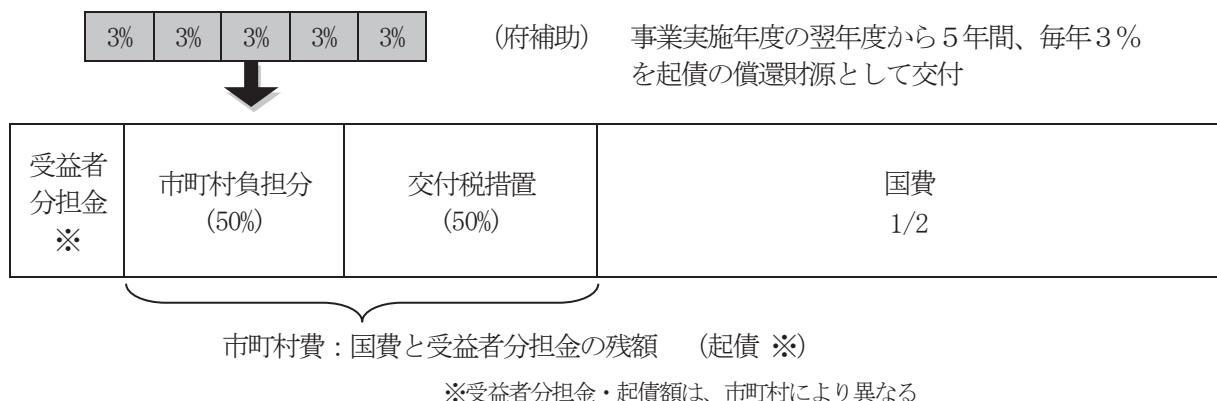 3% 3% 3% 3% 3%
(府補助) 事業実施年度の翌年度から5年間、毎年3%
を起債の償還財源として交付
受益者
分担金
※
市町村負担分
(50%)
交付税措置
(50%)
国費
1/2
市町村費:国費と受益者分担金の残額 (起債 ※)
※受益者分担金・起債額は、市町村により異なる